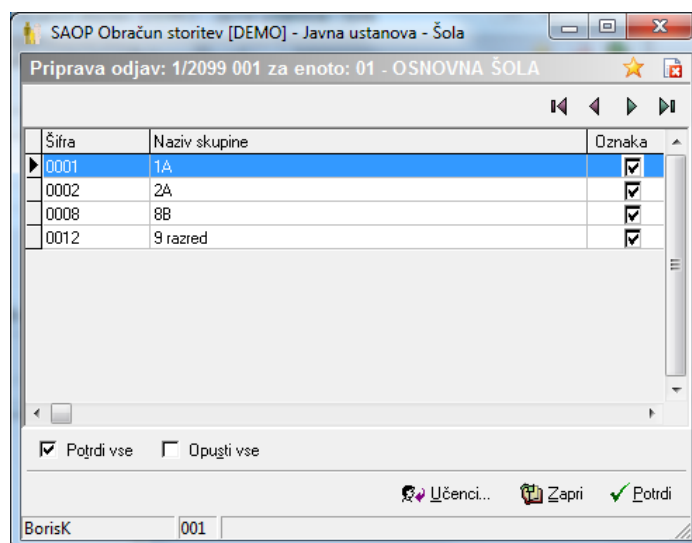 SAOP Obračun storitev [DEMO] - Javna ustanova - Šola
Priprava odjav: 1/2099 001 za enoto: 01 - OSNOVNA ŠOLA
Šifra Naziv skupine Oznaka
0001 1A
0002 2A
0008 8B
0012 9 razred
Potrdi vse Opusti vse
Učenci... Zapri Potrdi
BorisK 001